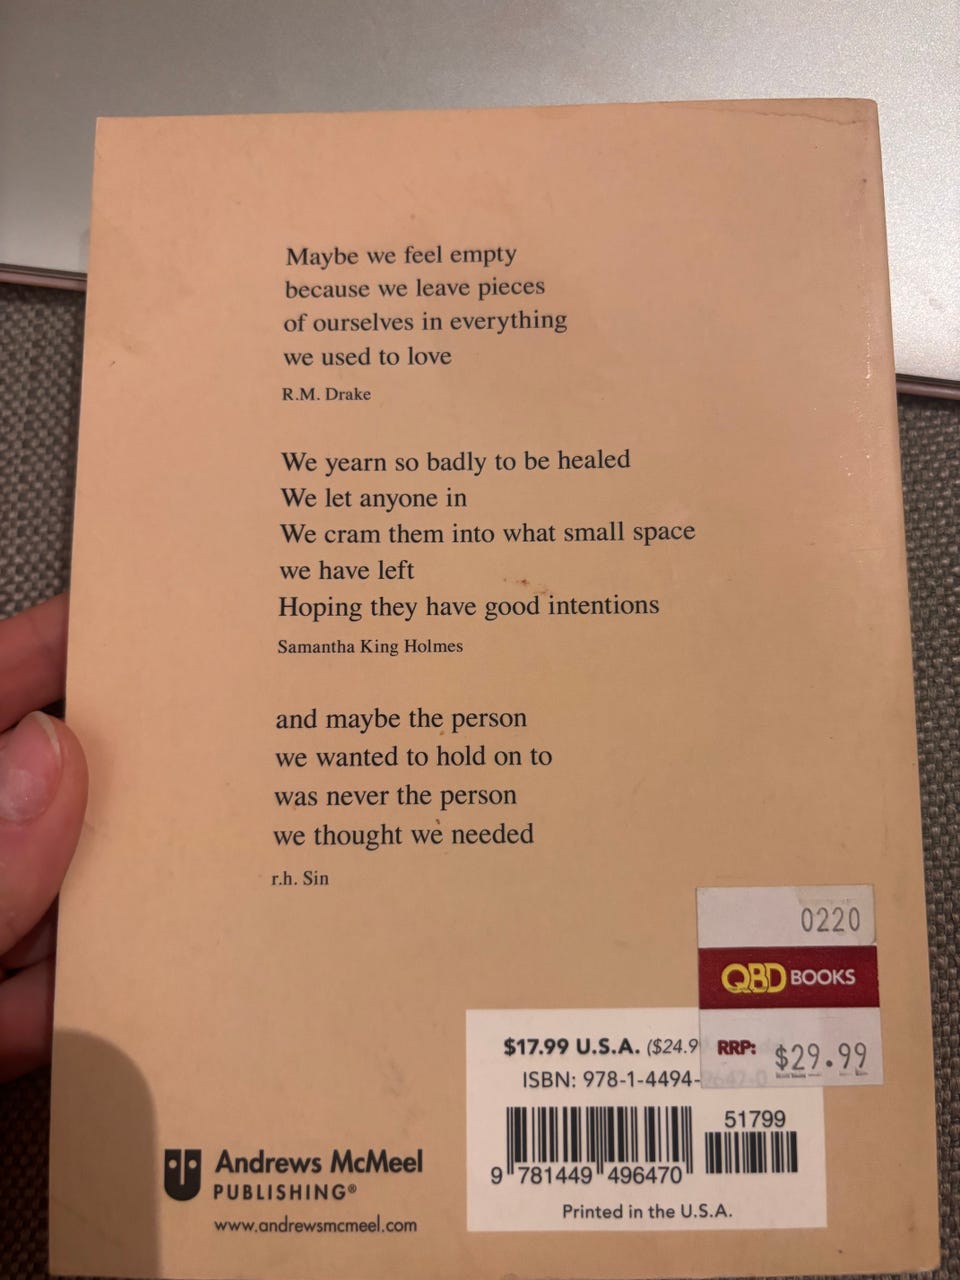 Maybe we feel empty
because we leave pieces
of ourselves in everything
we used to love
R.M. Drake
We yearn so badly to be healed
We let anyone in
We cram them into what small space
we have left
Hoping they have good intentions
Samantha King Holmes
and maybe the person
we wanted to hold on to
was never the person
we thought we needed
r.h. Sin
0220
QBD BOOKS
RRP: $29.99
$17.99 U.S.A. ($24.9
ISBN: 978-1-4494-
51799
9 781449 496470
Printed in the U.S.A.
Andrews McMeel
PUBLISHING®
www.andrewsmcmeel.com